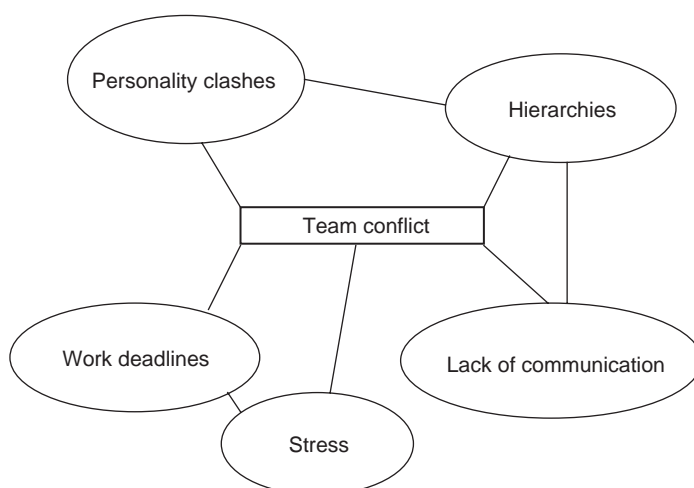 Personality clashes
Hierarchies
Team conflict
Work deadlines
Lack of communication
Stress